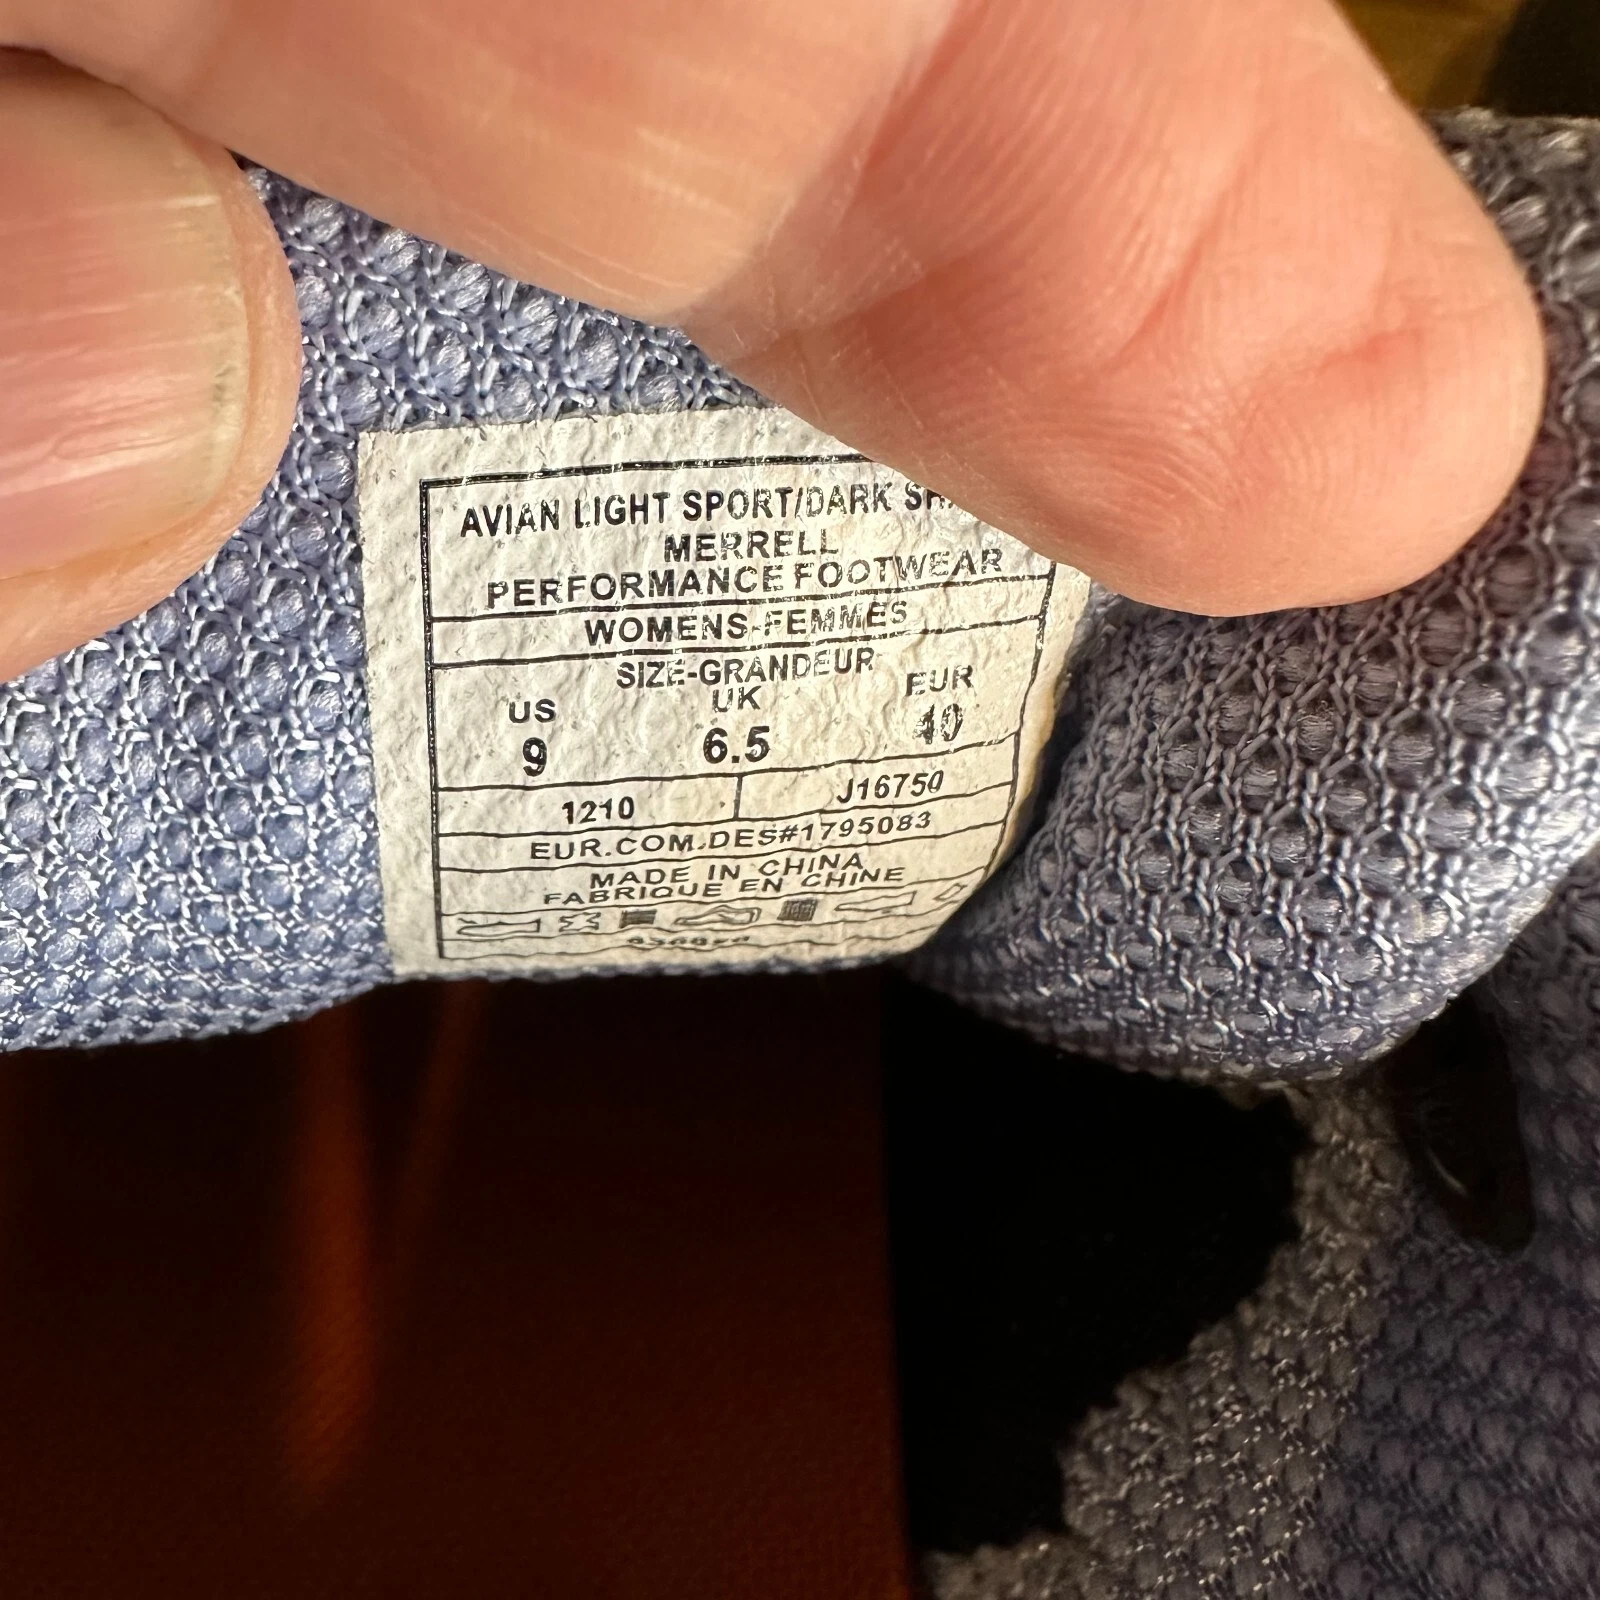 AVIAN LIGHT SPORT/DARK
MERRELL
PERFORMANCE FOOTWEAR
WOMENS-FEMMES
SIZE-GRANDEUR
US UK EUR
9 6.5 40
1210 J16750
EUR.COM.DES#1795083
MADE IN CHINA
FABRIQUE EN CHINE